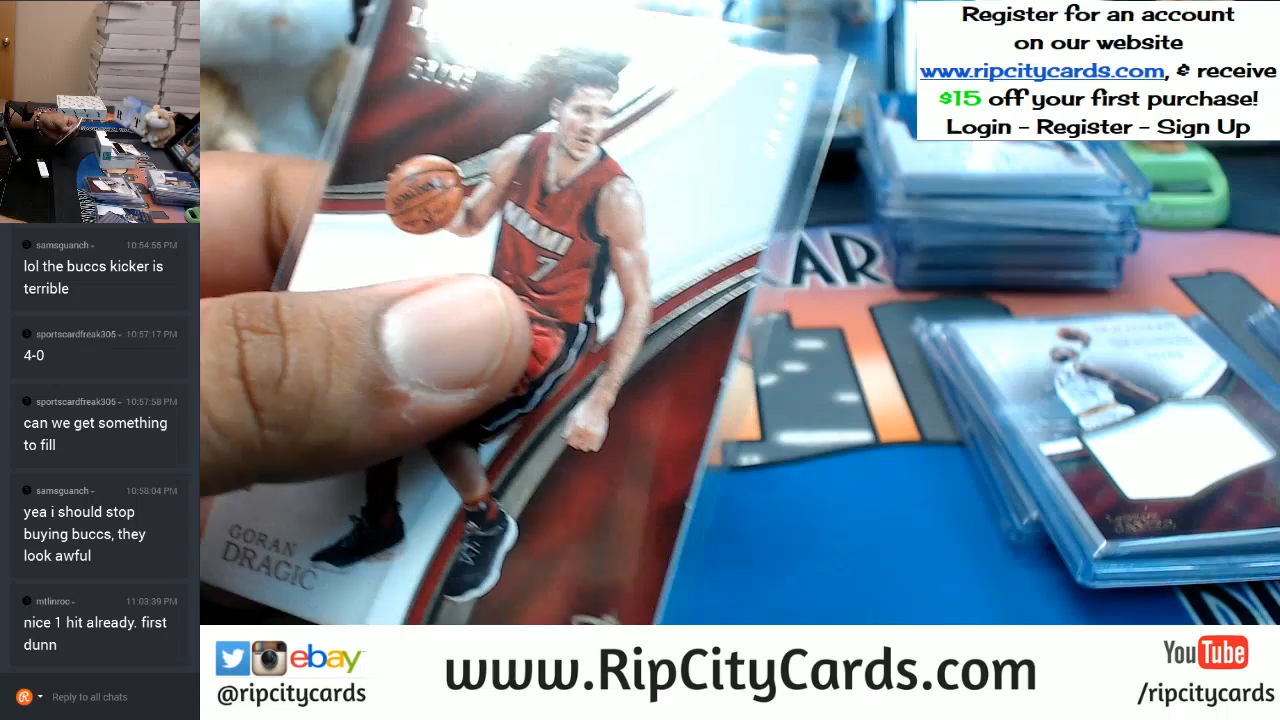 Register for an account
on our website
www.ripcitycards.com, & receive
$15 off your first purchase!
Login - Register - Sign Up
samsguanch
10:54:55 PM
lol the buccs kicker is
terrible
sportscardfreak305
10:57:17 PM
4-0
sportscardfreak305
10:57:58 PM
can we get something
to fill
samsguanch
10:58:04 PM
yea i should stop
buying buccs, they
look awful
mtlinroc
11:03:39 PM
nice 1 hit already. first
dunn
Reply to all chats
MIAMI
7
GORAN
DRAGIC
CAR
ebay
@ripcitycards
www.RipCityCards.com
YouTube
/ripcitycards